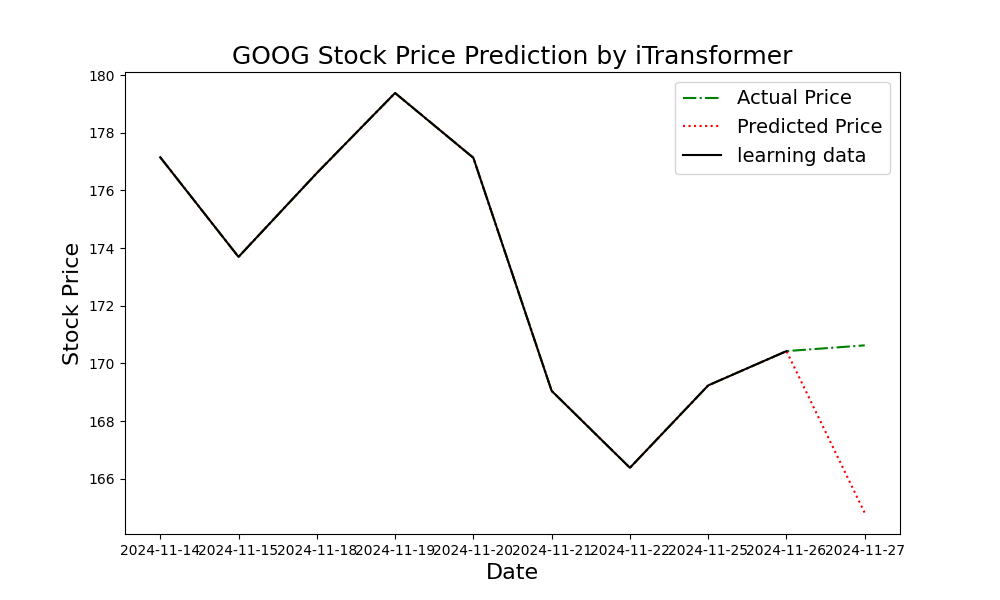 GOOG Stock Price Prediction by iTransformer
Actual Price
Predicted Price
learning data
Stock Price
180
178
176
174
172
170
168
166
2024-11-14 2024-11-15 2024-11-18 2024-11-19 2024-11-20 2024-11-21 2024-11-22 2024-11-25 2024-11-26 2024-11-27
Date